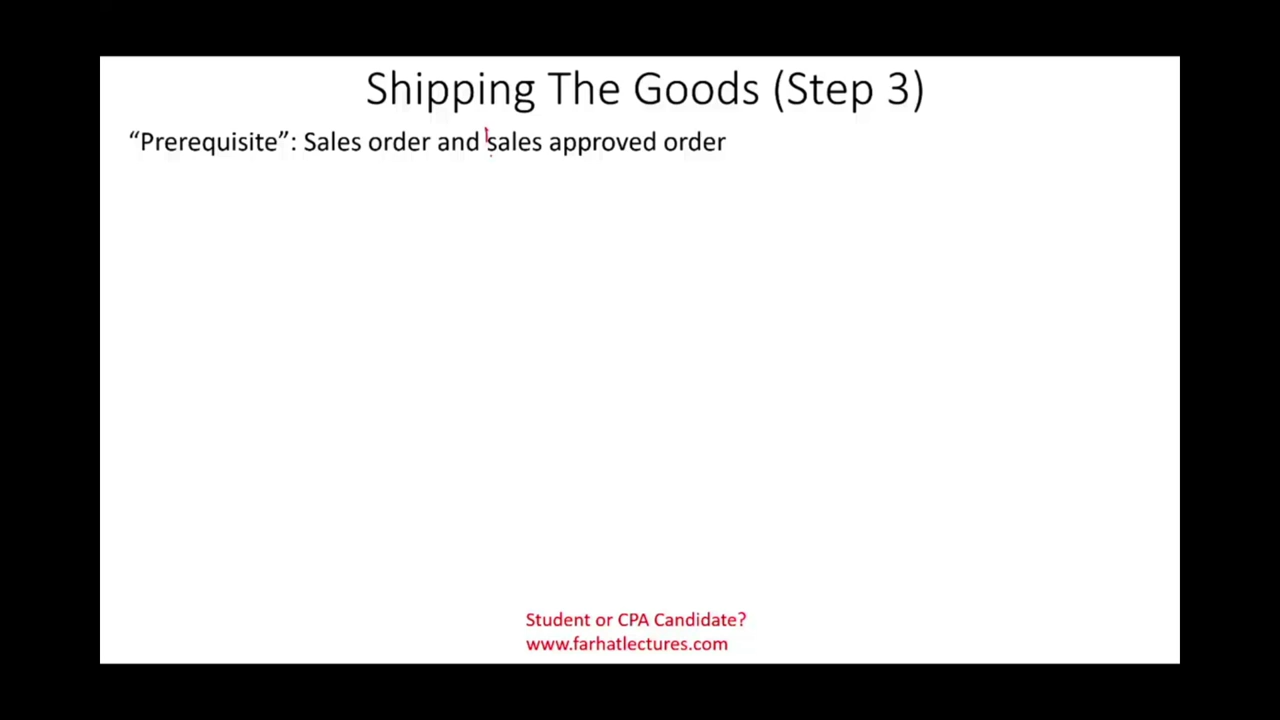 Shipping The Goods (Step 3)
“Prerequisite”: Sales order and sales approved order
Student or CPA Candidate?
www.farhatlectures.com